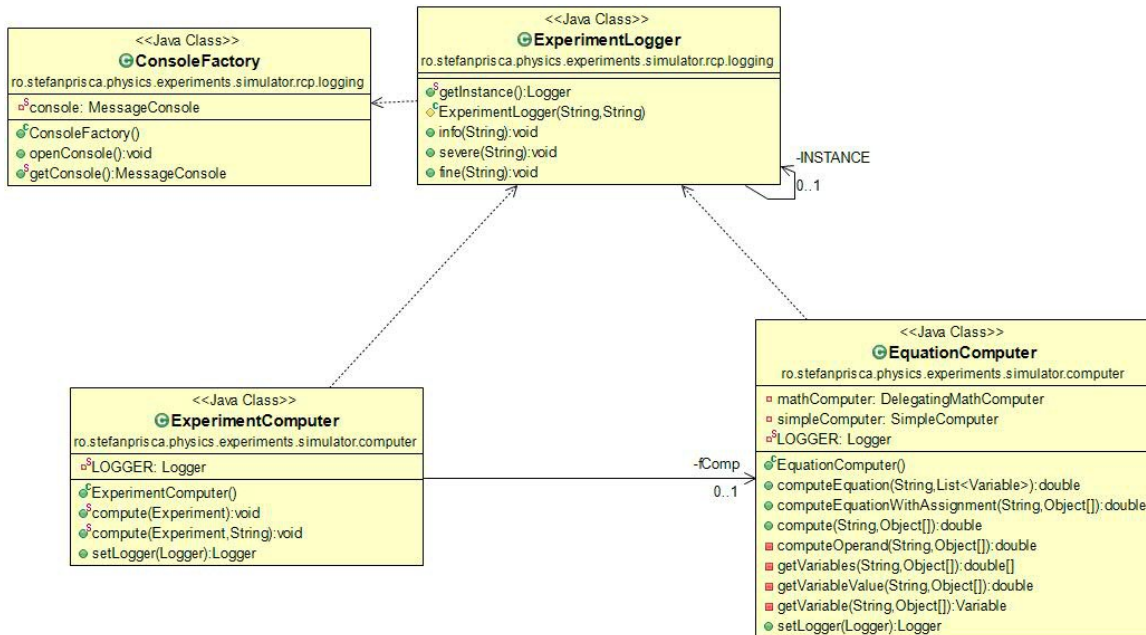 <<Java Class>>
ConsoleFactory
ro.stefanprisca.physics.experiments.simulator.rcp.logging
console: MessageConsole
ConsoleFactory()
openConsole():void
getConsole():MessageConsole
<<Java Class>>
ExperimentLogger
ro.stefanprisca.physics.experiments.simulator.rcp.logging
getInstance():Logger
ExperimentLogger(String,String)
info(String):void
severe(String):void
fine(String):void
-INSTANCE
0..1
<<Java Class>>
ExperimentComputer
ro.stefanprisca.physics.experiments.simulator.computer
LOGGER: Logger
ExperimentComputer()
compute(Experiment):void
compute(Experiment,String):void
setLogger(Logger):Logger
-fComp
0..1
<<Java Class>>
EquationComputer
ro.stefanprisca.physics.experiments.simulator.computer
mathComputer: DelegatingMathComputer
simpleComputer: SimpleComputer
LOGGER: Logger
EquationComputer()
computeEquation(String,List<Variable>):double
computeEquationWithAssignment(String,Object[]):double
compute(String,Object[]):double
computeOperand(String,Object[]):double
getVariables(String,Object[]):double[]
getVariableValue(String,Object[]):double
getVariable(String,Object[]):Variable
setLogger(Logger):Logger